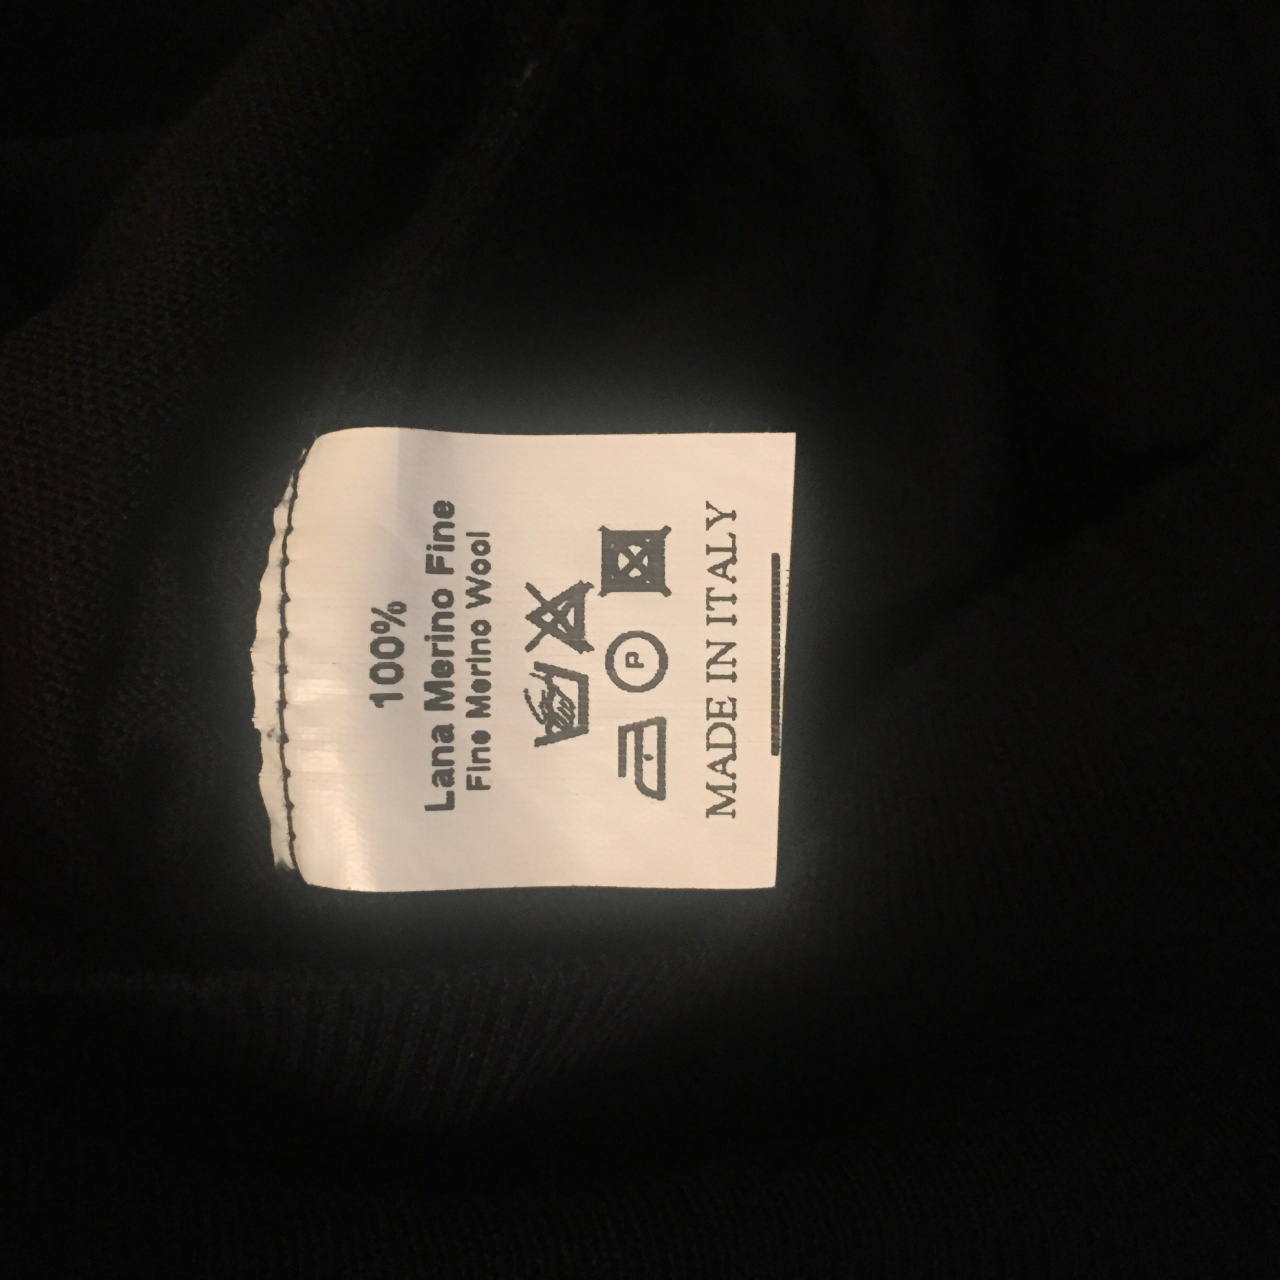 100%
Lana Merino Fine
Fine Merino Wool
P
MADE IN ITALY